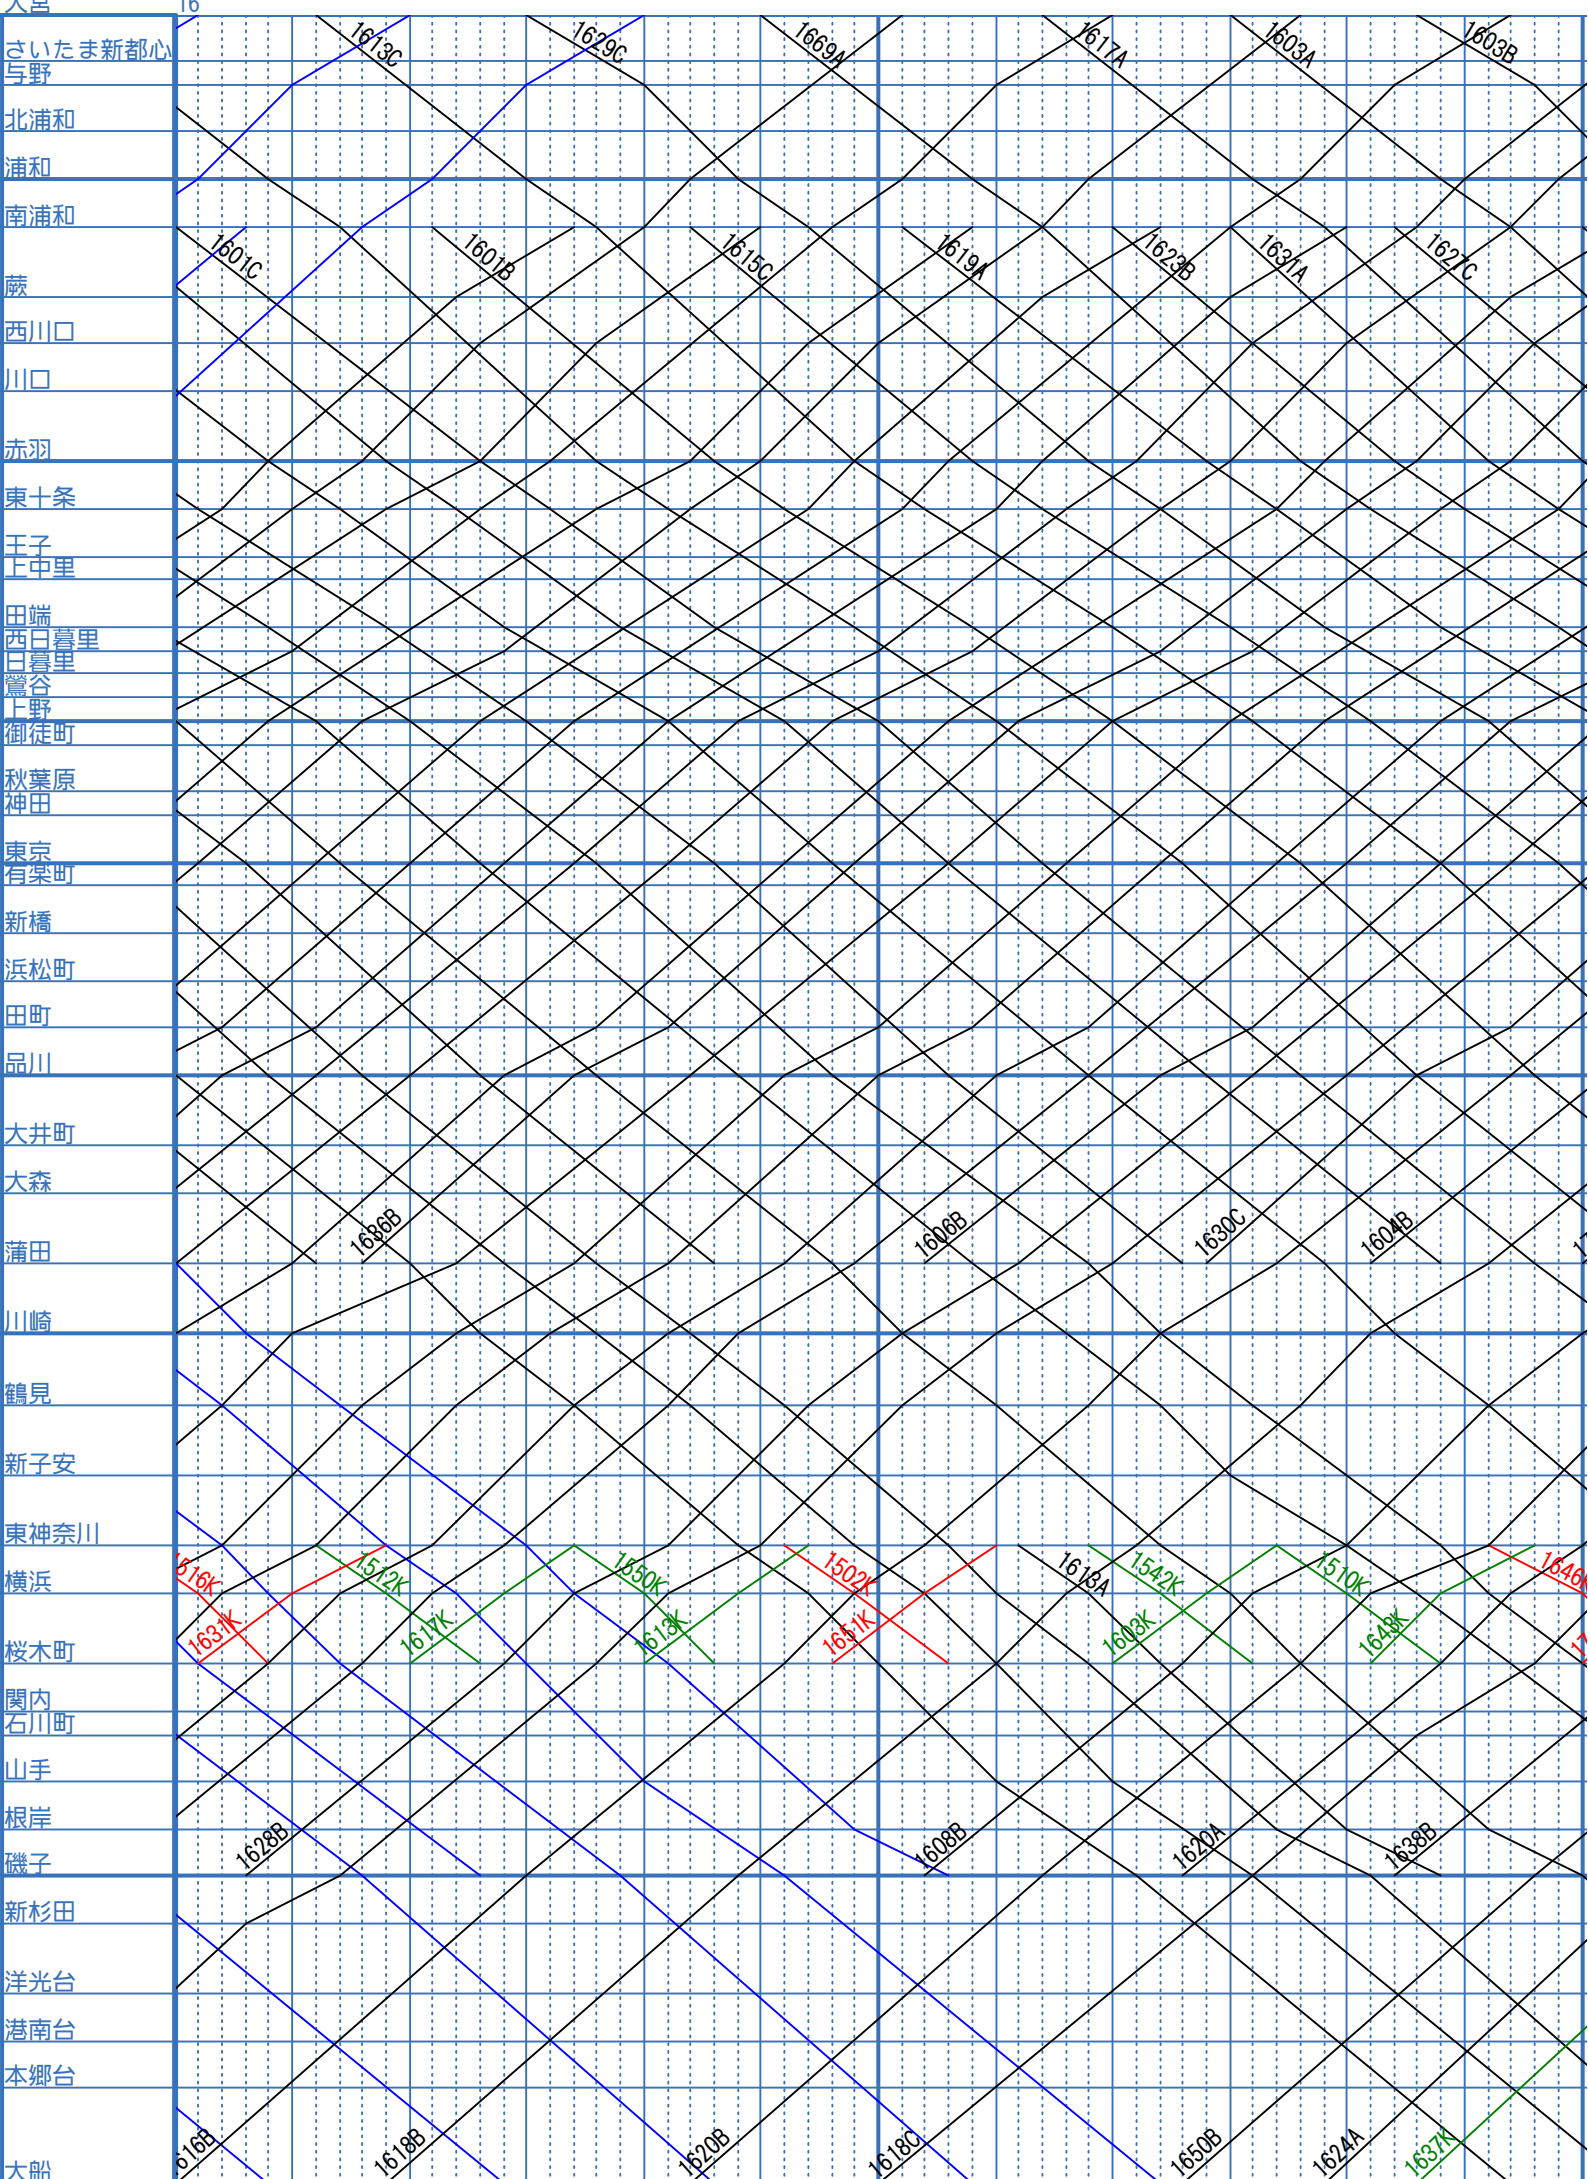 大宮
16
さいたま新都心
与野
北浦和
浦和
南浦和
蕨
西川口
川口
赤羽
東十条
王子
上中里
田端
西日暮里
日暮里
鶯谷
上野
御徒町
秋葉原
神田
東京
有楽町
新橋
浜松町
田町
品川
大井町
大森
蒲田
川崎
鶴見
新子安
東神奈川
横浜
桜木町
関内
石川町
山手
根岸
磯子
新杉田
洋光台
港南台
本郷台
大船
1613C
1629C
1669A
1617A
1603A
1603B
1601C
1601B
1615C
1619A
1623B
1631A
1627C
1636B
1606B
1630C
1604B
1516K
1512K
1550K
1502K
1613A
1542K
1510K
1646K
1631K
1617K
1613K
1651K
1603K
1643K
1628B
1608B
1620A
1638B
1616B
1618B
1620B
1618C
1650B
1624A
1637K